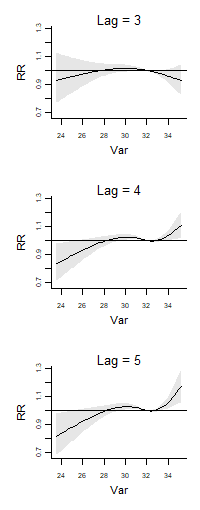 Lag = 3
RR
1.3
1.1
0.9
0.7
24 26 28 30 32 34
Var
Lag = 4
RR
1.3
1.1
0.9
0.7
24 26 28 30 32 34
Var
Lag = 5
RR
1.3
1.1
0.9
0.7
24 26 28 30 32 34
Var